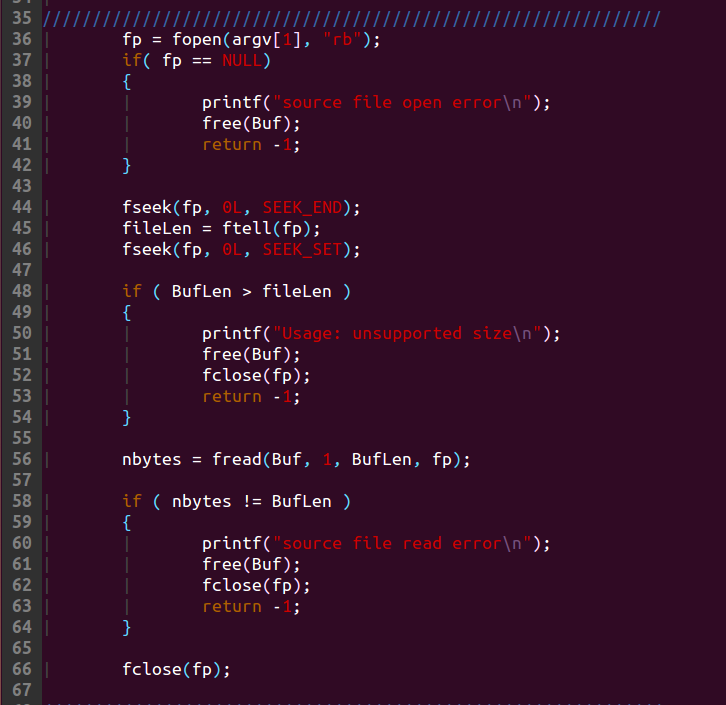 35 //////////////////////////////////////////////////////////////
36 fp = fopen(argv[1], "rb");
37 if( fp == NULL)
38 {
39 printf("source file open error\n");
40 free(Buf);
41 return -1;
42 }
43
44 fseek(fp, 0L, SEEK_END);
45 fileLen = ftell(fp);
46 fseek(fp, 0L, SEEK_SET);
47
48 if ( BufLen > fileLen )
49 {
50 printf("Usage: unsupported size\n");
51 free(Buf);
52 fclose(fp);
53 return -1;
54 }
55
56 nbytes = fread(Buf, 1, BufLen, fp);
57
58 if ( nbytes != BufLen )
59 {
60 printf("source file read error\n");
61 free(Buf);
62 fclose(fp);
63 return -1;
64 }
65
66 fclose(fp);
67